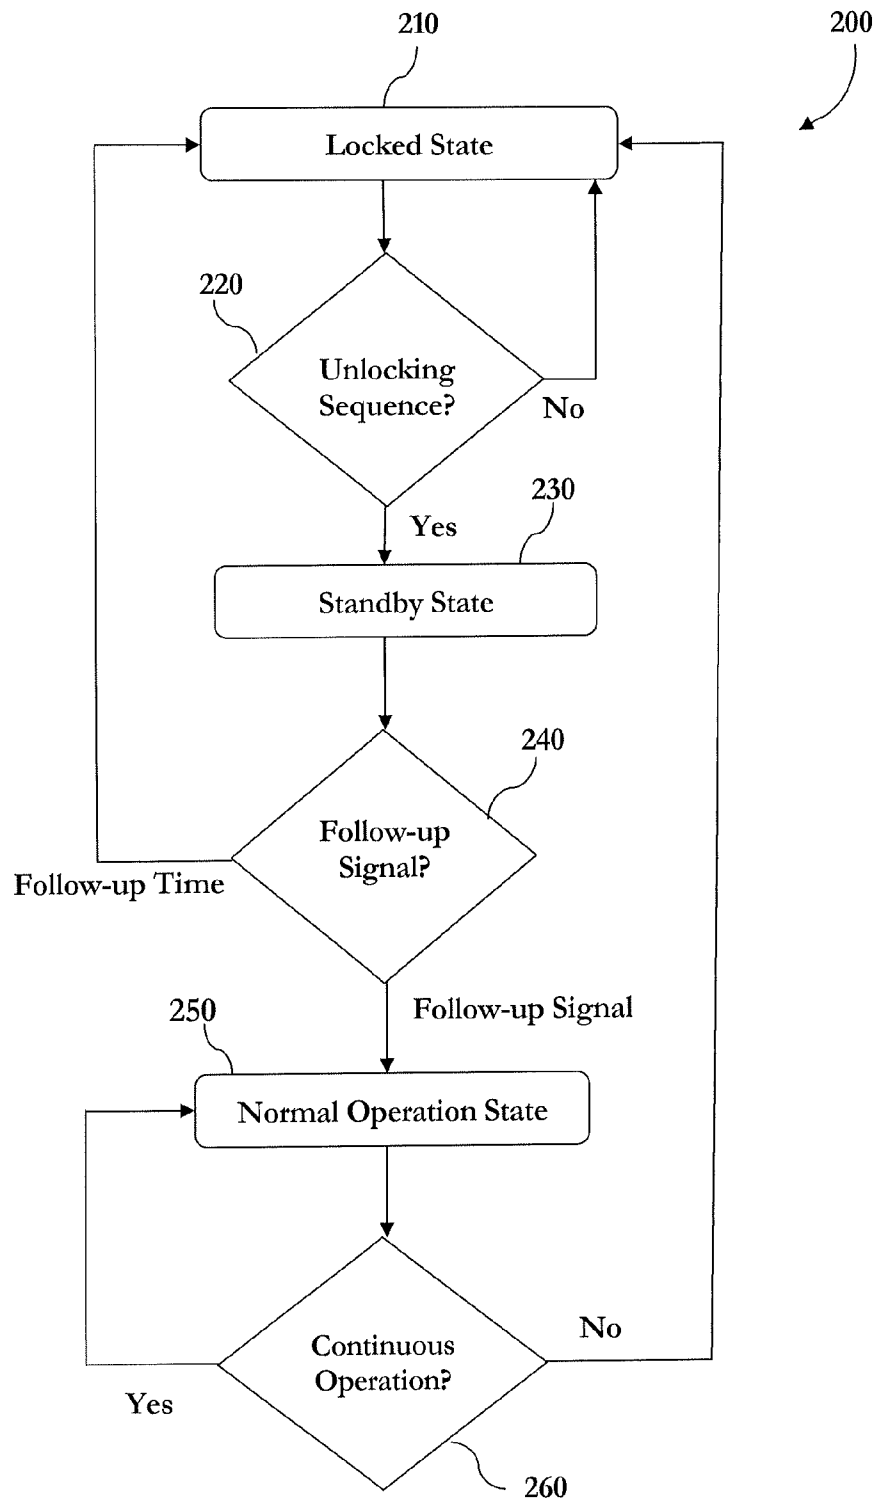 210
200
Locked State
220
Unlocking
Sequence?
No
230
Yes
Standby State
240
Follow-up
Signal?
Follow-up Time
Follow-up Signal
250
Normal Operation State
No
Continuous
Operation?
Yes
260